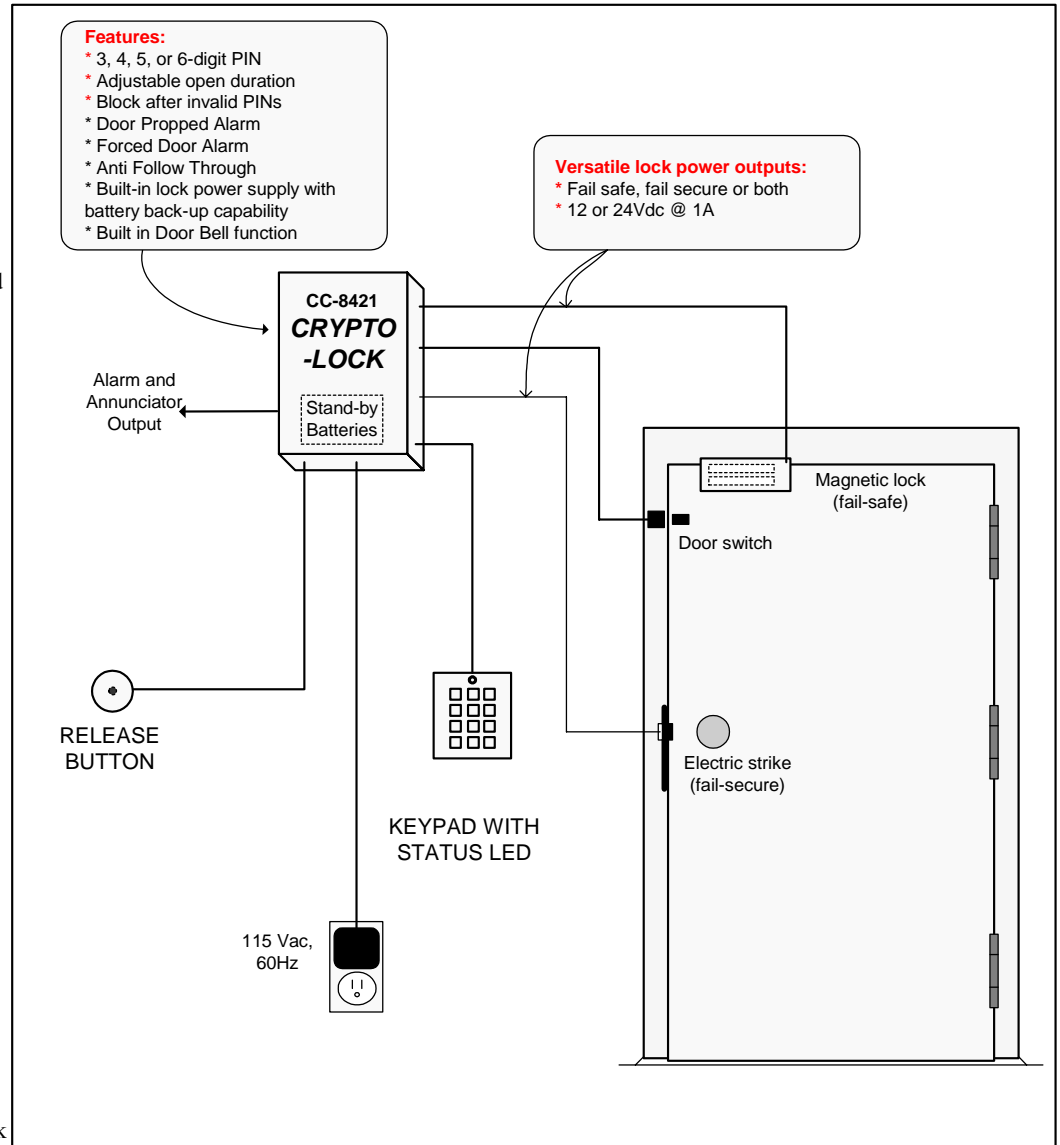 Features:
* 3, 4, 5, or 6-digit PIN
* Adjustable open duration
* Block after invalid PINs
* Door Propped Alarm
* Forced Door Alarm
* Anti Follow Through
* Built-in lock power supply with
battery back-up capability
* Built in Door Bell function
Versatile lock power outputs:
* Fail safe, fail secure or both
* 12 or 24Vdc @ 1A
CC-8421
CRYPTO
-LOCK
Stand-by
Batteries
Alarm and
Annunciator
Output
Magnetic lock
(fail-safe)
Door switch
RELEASE
BUTTON
Electric strike
(fail-secure)
KEYPAD WITH
STATUS LED
115 Vac,
60Hz
k